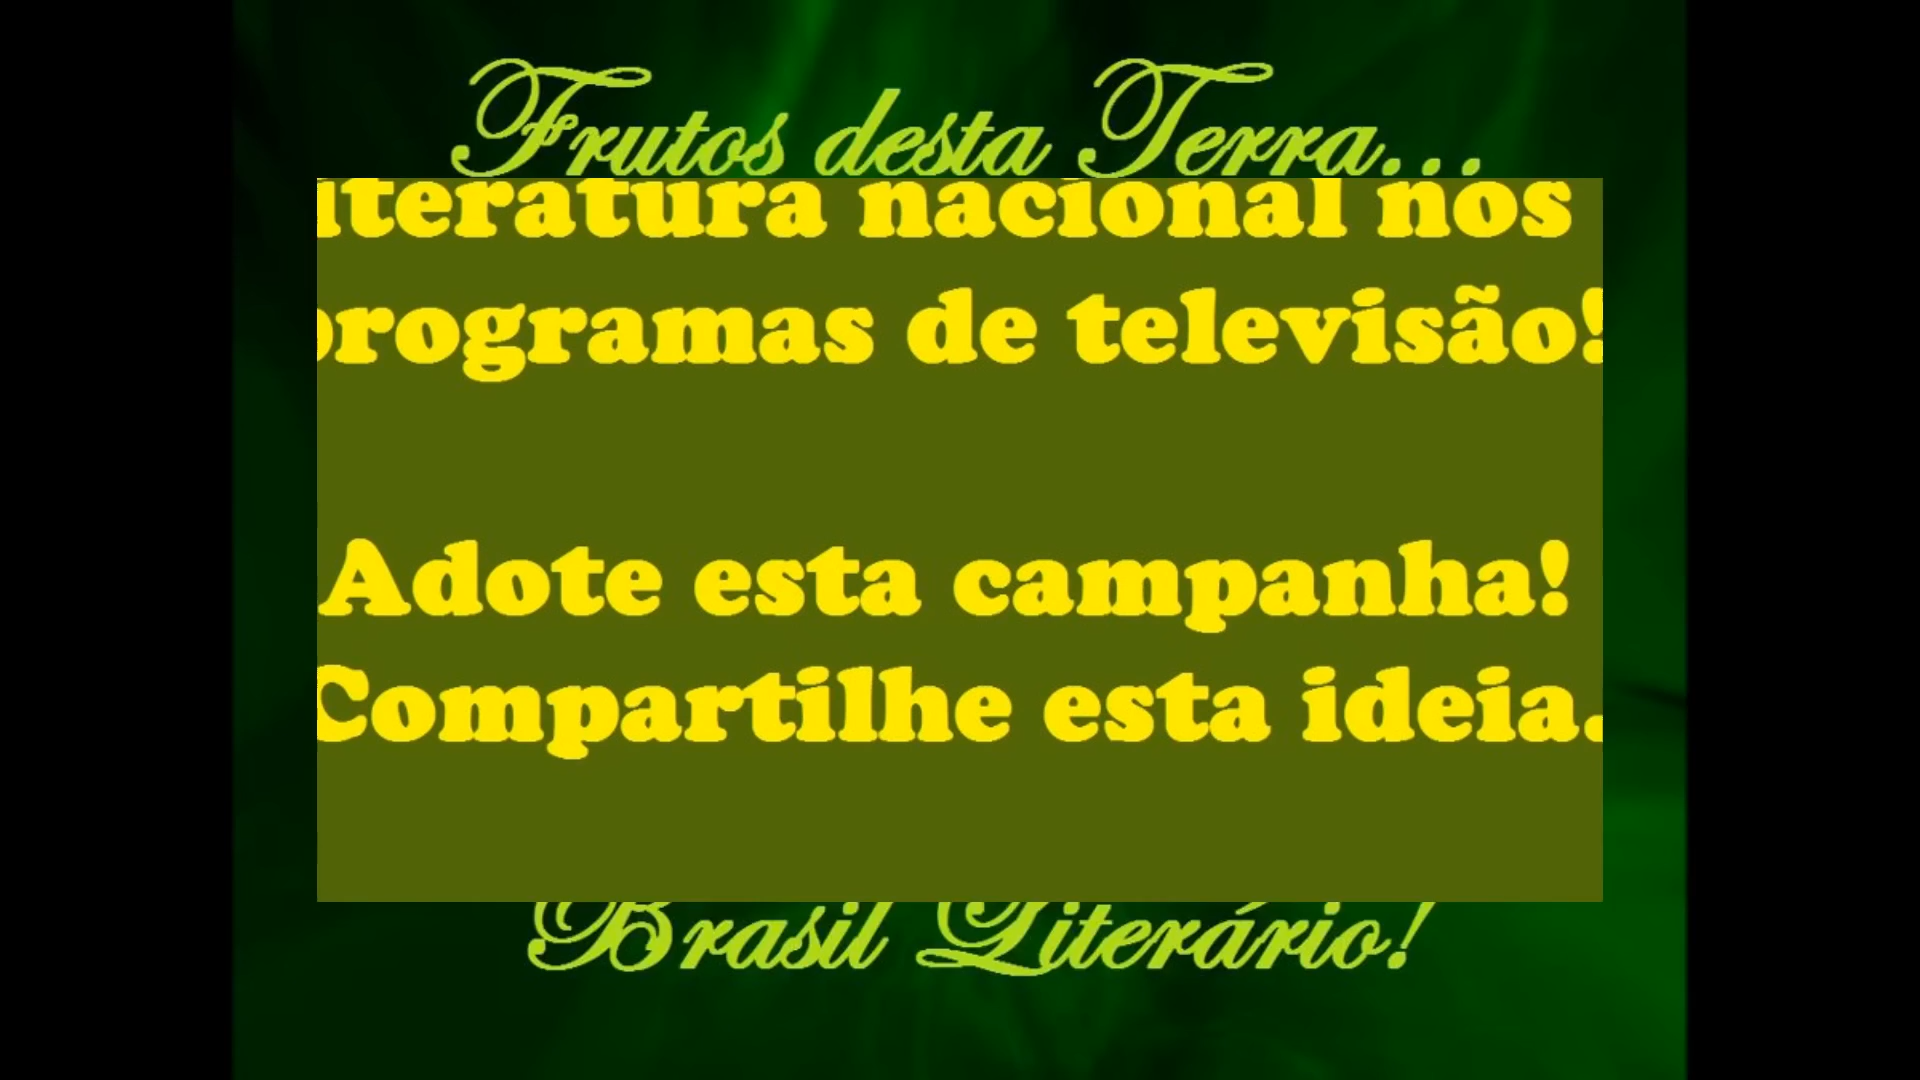 Frutos desta Terra...
iteratura nacional nos
programas de televisão!
Adote esta campanha!
Compartilhe esta ideia.
Brasil Literário!